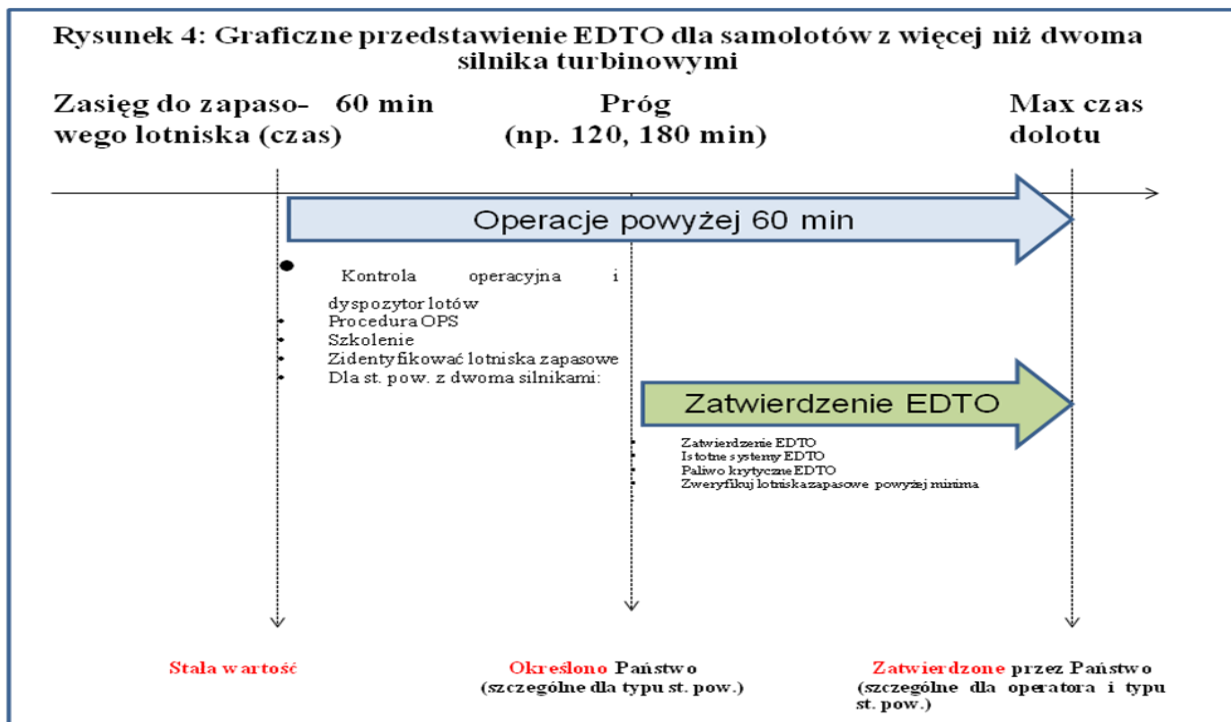 Rysunek 4: Graficzne przedstawienie EDTO dla samolotów z więcej niż dwoma
silnika turbinowymi
Zasięg do zapaso- 60 min
wego lotniska (czas)
Próg
(np. 120, 180 min)
Max czas
dolotu
Operacje powyżej 60 min
Kontrola operacyjna i
dyspozytor lotów
Procedura OPS
Szkolenie
Zidentyfikować lotniska zapasowe
Dla st. pow. z dwoma silnikami:
Zatwierdzenie EDTO
Zatwierdzenie EDTO
Istotne systemy EDTO
Paliwo krytyczne EDTO
Zweryfikuj lotniska zapasowe powyżej minima
Stała wartość
Określono Państwo
(szczególne dla typu st. pow.)
Zatwierdzone przez Państwo
(szczególne dla operatora i typu
st. pow.)